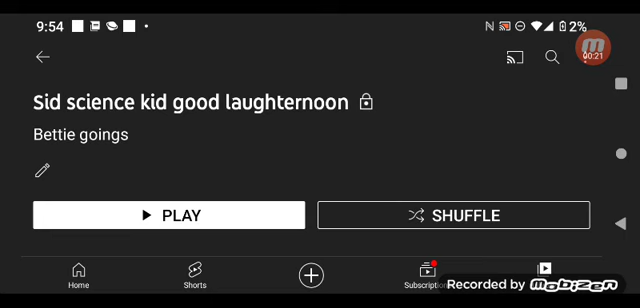 9:54
2%
00:21
Sid science kid good laughternoon
Bettie goings
PLAY
SHUFFLE
Home
Shorts
Subscription
Recorded by mobizen